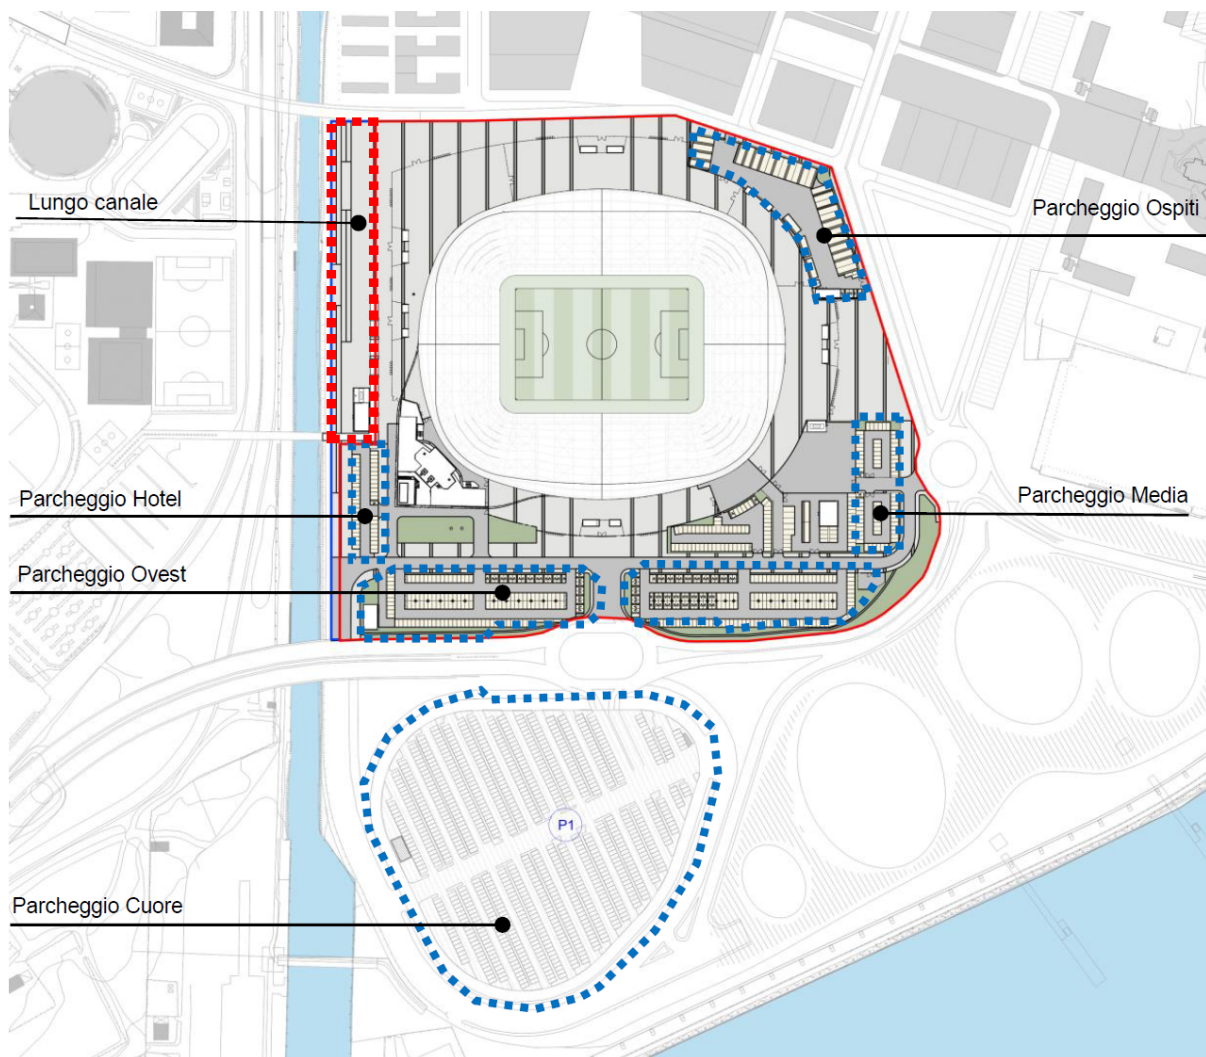 Lungo canale
Parcheggio Ospiti
Parcheggio Hotel
Parcheggio Media
Parcheggio Ovest
P1
Parcheggio Cuore